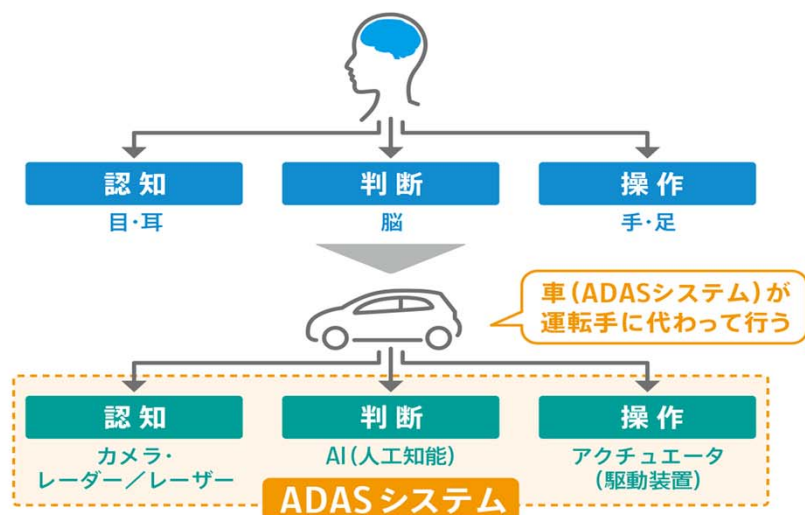 認知
判断
操作
目・耳
脳
手・足
車(ADASシステム)が
運転手に代わって行う
認知
判断
操作
カメラ・
レーダー／レーザー
AI(人工知能)
アクチュエータ
(駆動装置)
ADASシステム